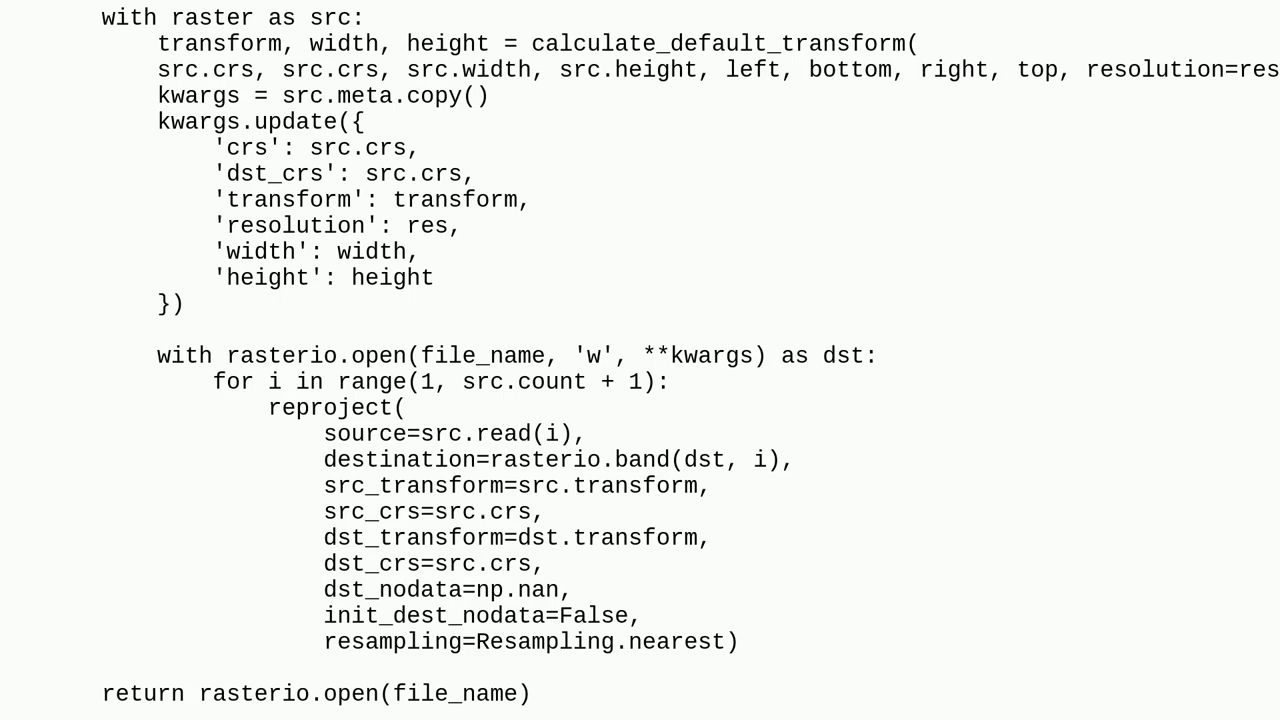 with raster as src:
transform, width, height = calculate_default_transform(
src.crs, src.crs, src.width, src.height, left, bottom, right, top, resolution=res
kwargs = src.meta.copy()
kwargs.update({
'crs': src.crs,
'dst_crs': src.crs,
'transform': transform,
'resolution': res,
'width': width,
'height': height
})
with rasterio.open(file_name, 'w', **kwargs) as dst:
for i in range(1, src.count + 1):
reproject(
source=src.read(i),
destination=rasterio.band(dst, i),
src_transform=src.transform,
src_crs=src.crs,
dst_transform=dst.transform,
dst_crs=src.crs,
dst_nodata=np.nan,
init_dest_nodata=False,
resampling=Resampling.nearest)
return rasterio.open(file_name)